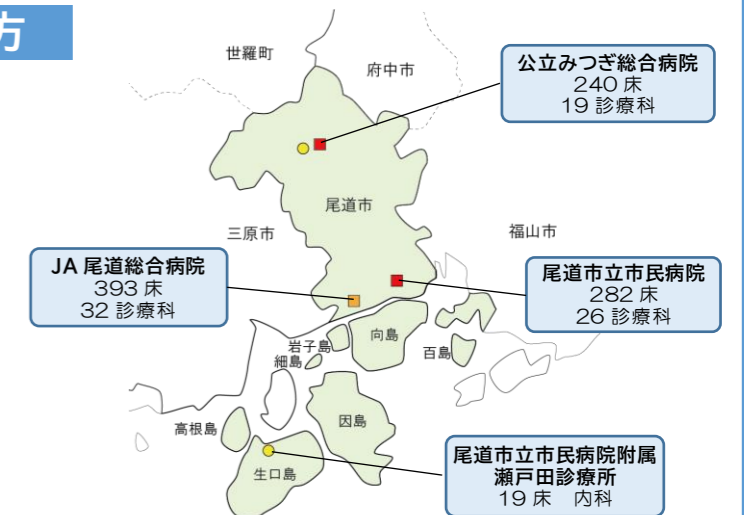 方
世羅町
府中市
公立みつぎ総合病院
240 床
19 診療科
尾道市
三原市
福山市
JA 尾道総合病院
393 床
32 診療科
尾道市立市民病院
282 床
26 診療科
向島
岩子島
百島
細島
因島
高根島
生口島
尾道市立市民病院附属
瀬戸田診療所
19 床 内科